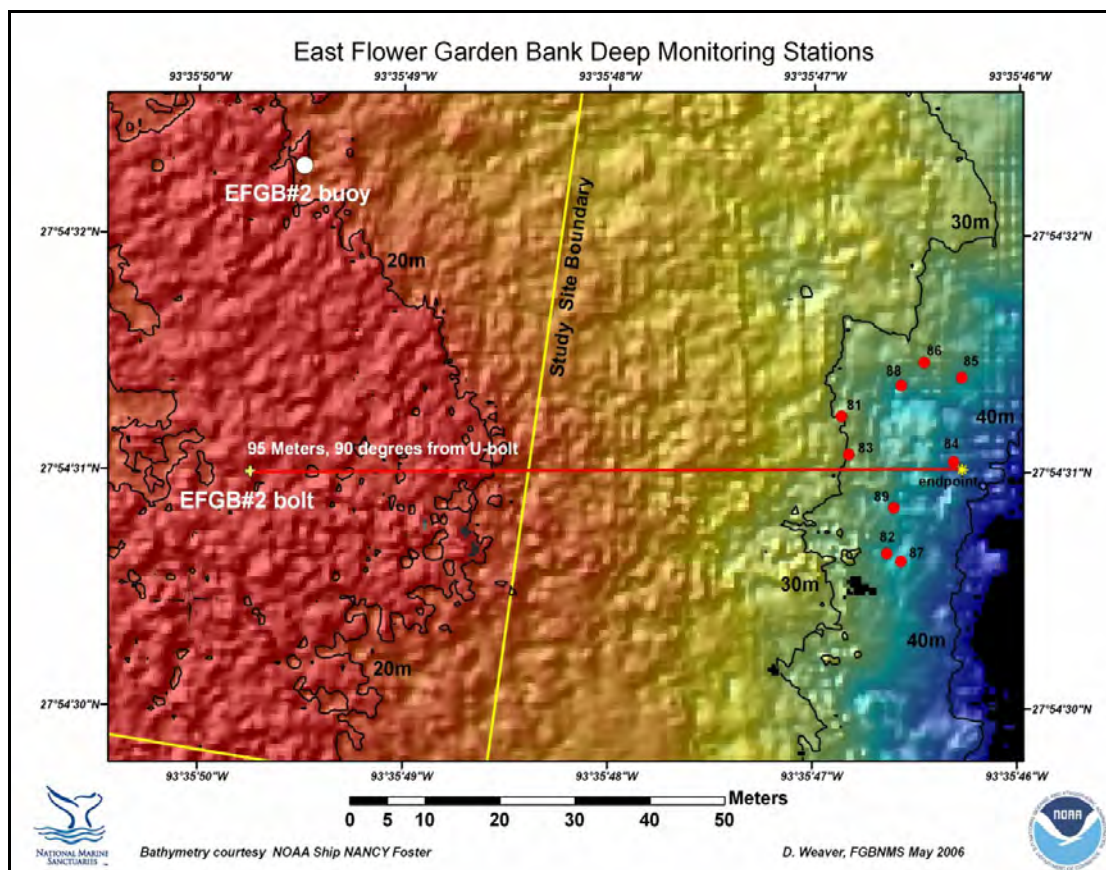 East Flower Garden Bank Deep Monitoring Stations
93°35'50"W 93°35'49"W 93°35'48"W 93°35'47"W 93°35'46"W
EFGB#2 buoy
30m
27°54'32"N 27°54'32"N
20m
Study Site Boundary
86
85
88
81
40m
95 Meters, 90 degrees from U-bolt
83
84
27°54'31"N 27°54'31"N
endpoint
EFGB#2 bolt
89
82
87
30m
40m
20m
27°54'30"N 27°54'30"N
93°35'50"W 93°35'49"W 93°35'48"W 93°35'47"W 93°35'46"W
Meters
0 5 10 20 30 40 50
NATIONAL MARINE
SANCTUARIES
Bathymetry courtesy NOAA Ship NANCY Foster
D. Weaver, FGBNMS May 2006
NOAA